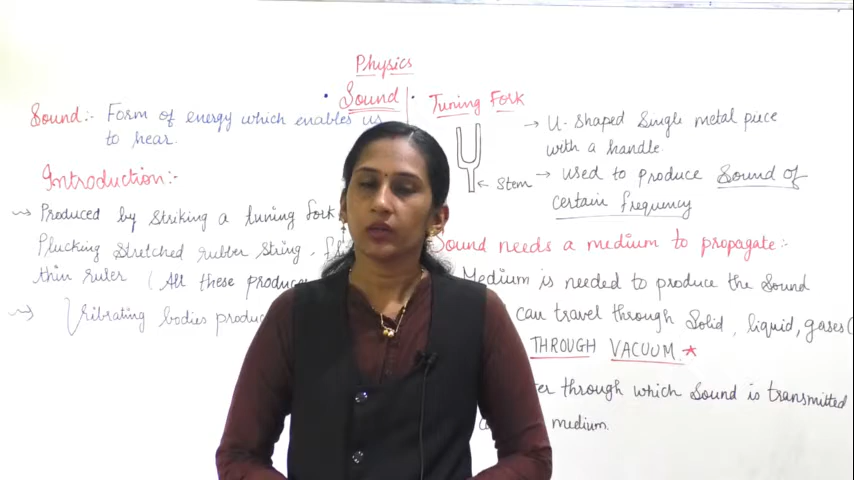 Physics
Sound
Sound:- Form of energy which enables us
to hear.
Introduction:-
Produced by striking a tuning fork
Plucking stretched rubber string,
thin ruler (All these produce
Vibrating bodies produc
Tuning Fork
→ U- shaped single metal piece
with a handle
← Stem
→ used to produce Sound of
certain frequency
Sound needs a medium to propagate:-
Medium is needed to produce the Sound
can travel through solid, liquid, gases
THROUGH VACUUM. *
through which Sound is transmitted
medium.